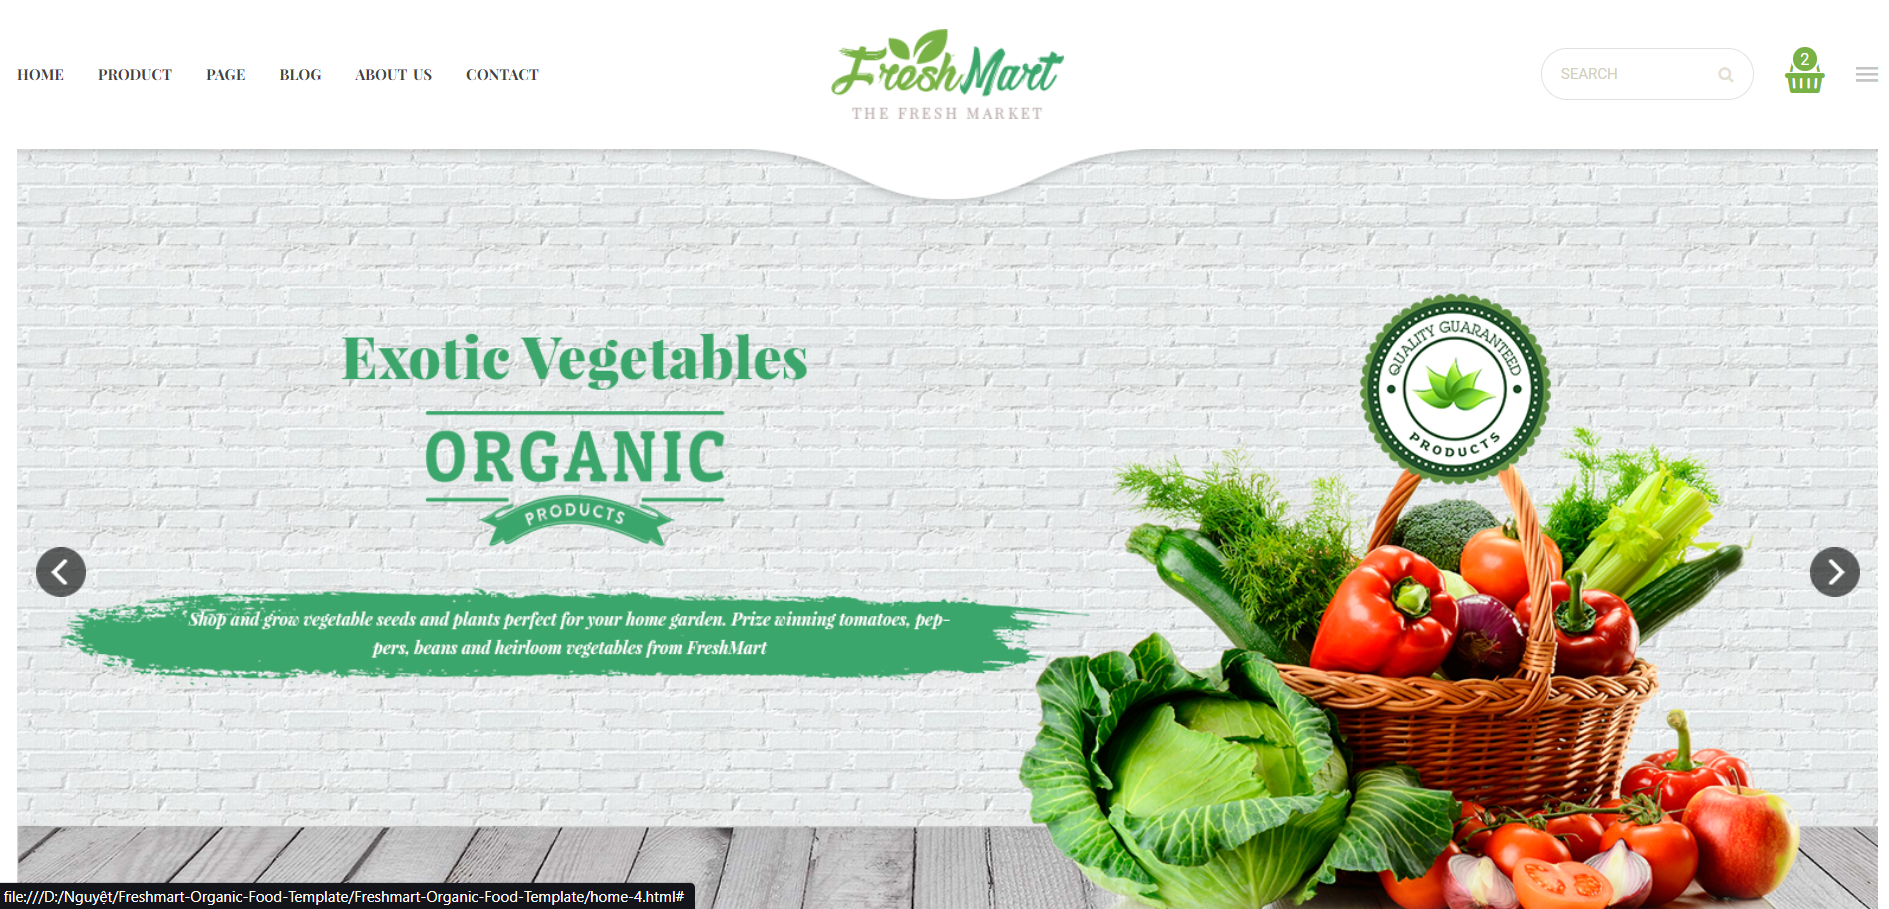 HOME PRODUCT PAGE BLOG ABOUT US CONTACT
FreshMart
THE FRESH MARKET
SEARCH
2
Exotic Vegetables
ORGANIC
PRODUCTS
Shop and grow vegetable seeds and plants perfect for your home garden. Prize winning tomatoes, pep-
pers, beans and heirloom vegetables from FreshMart
QUALITY GUARANTEED
PRODUCTS
file:///D:/Nguyệt/Freshmart-Organic-Food-Template/Freshmart-Organic-Food-Template/home-4.html#